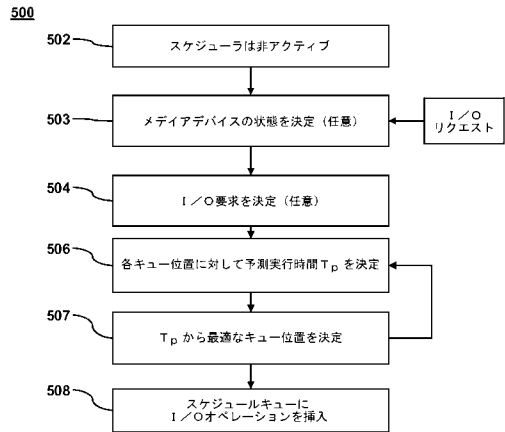 500
502
スケジューラは非アクティブ
503
メディアデバイスの状態を決定（任意）
I／O
リクエスト
504
I／O要求を決定（任意）
506
各キュー位置に対して予測実行時間Tpを決定
507
Tpから最適なキュー位置を決定
508
スケジュールキューに
I／Oオペレーションを挿入